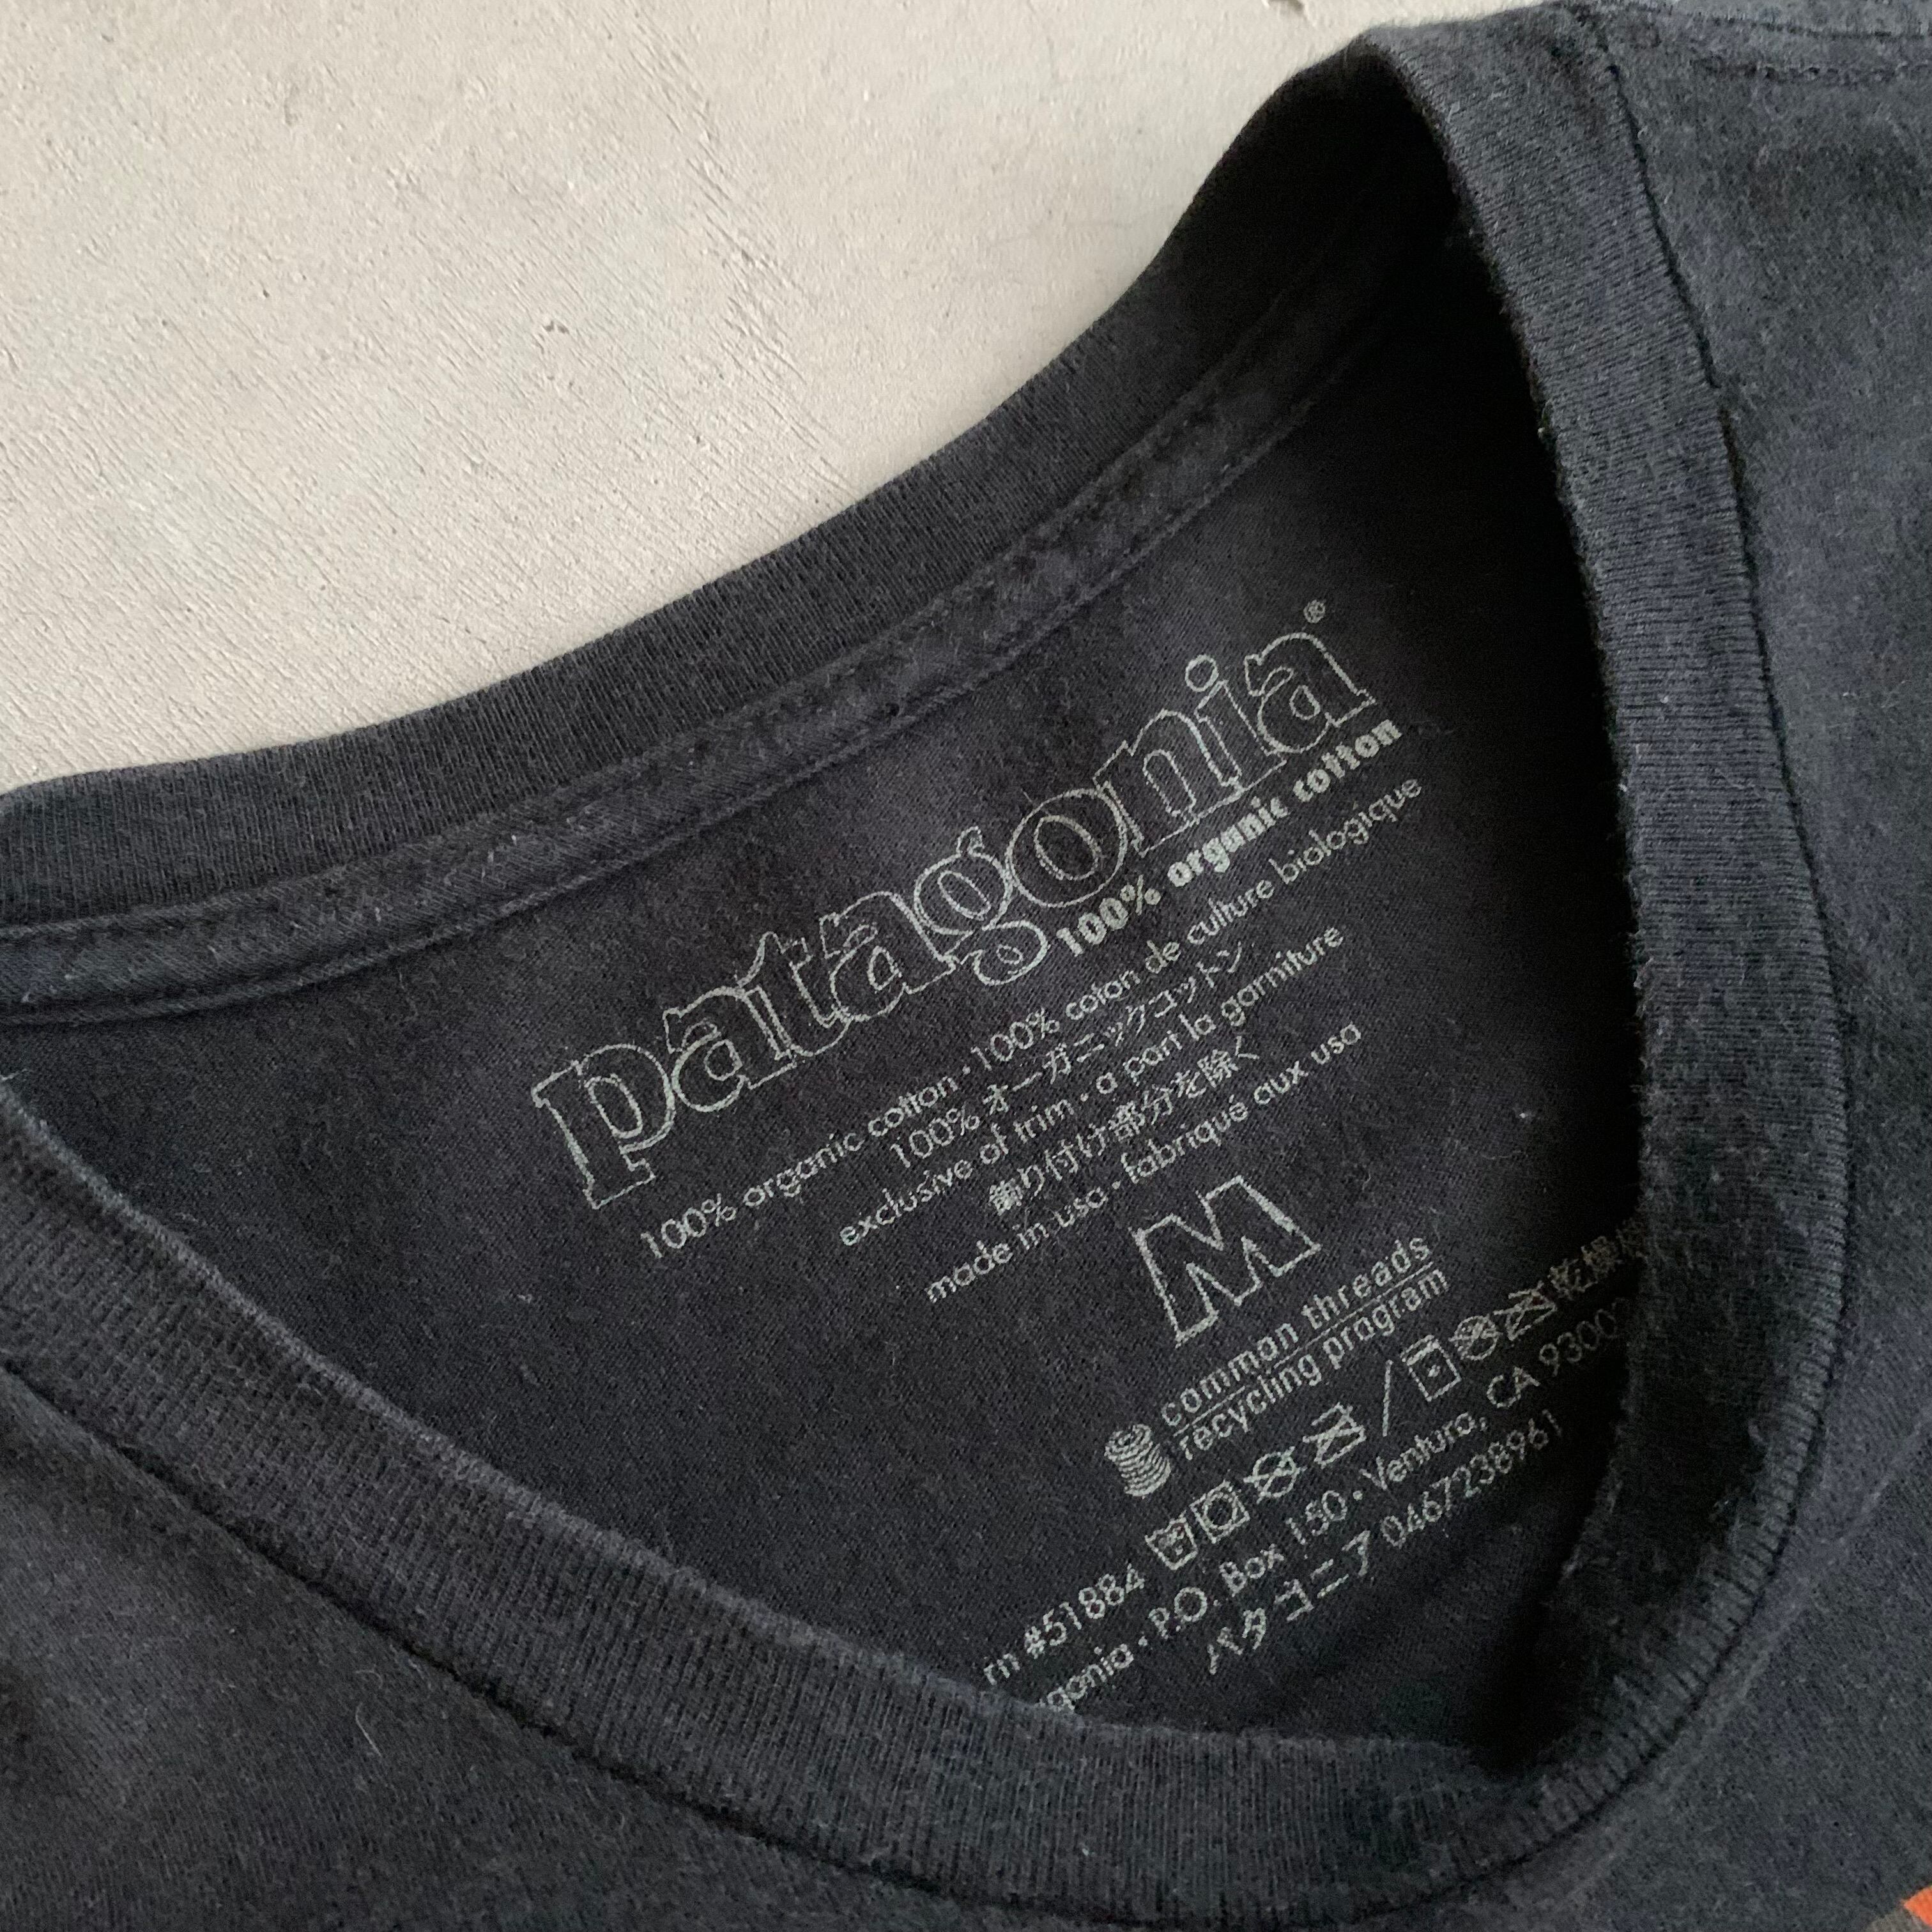 patagonia®
100% organic cotton
100% organic cotton • 100% coton de culture biologique
100% オーガニックコットン
exclusive of trim • a part la garniture
飾り付け部分を除く
made in usa • fabriqué aux usa
M
common threads
recycling program
乾燥
rn #51884
gonia • P.O. Box 150 • Ventura, CA 9300
パタゴニア 0467238961